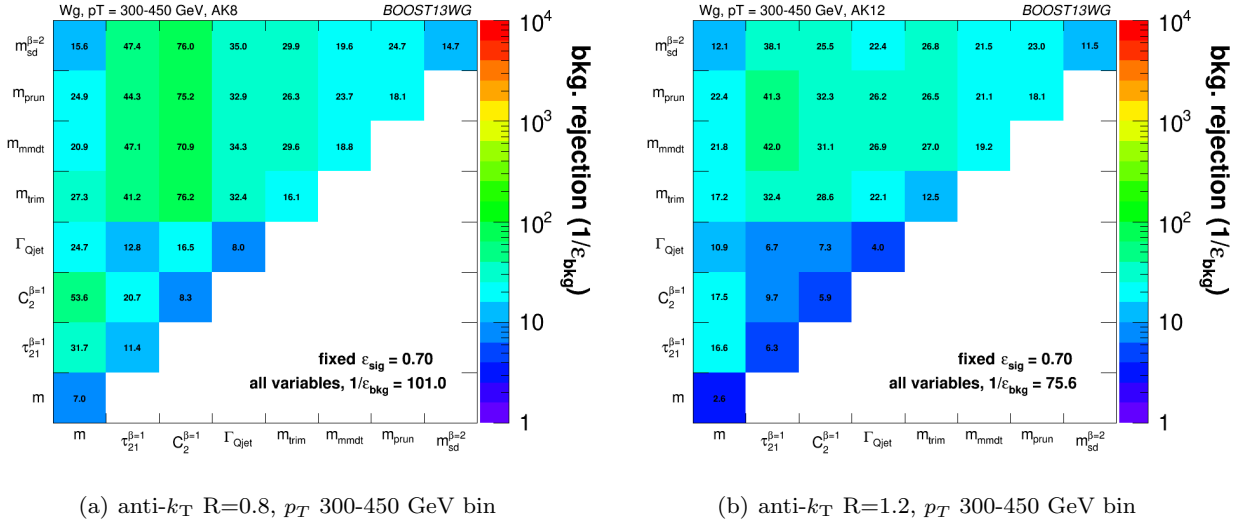 Wg, pT = 300-450 GeV, AK8 BOOST13WG
m_sd^β=2 15.6 47.4 76.0 35.0 29.9 19.6 24.7 14.7
m_prun 24.9 44.3 75.2 32.9 26.3 23.7 18.1
m_mmdt 20.9 47.1 70.9 34.3 29.6 18.8
m_trim 27.3 41.2 76.2 32.4 16.1
Γ_Qjet 24.7 12.8 16.5 8.0
C_2^β=1 53.6 20.7 8.3
τ_21^β=1 31.7 11.4
fixed ε_sig = 0.70
all variables, 1/ε_bkg = 101.0
m 7.0
m τ_21^β=1 C_2^β=1 Γ_Qjet m_trim m_mmdt m_prun m_sd^β=2
10^4
10^3
10^2
10
1
bkg. rejection (1/ε_bkg)
(a) anti-k_T R=0.8, p_T 300-450 GeV bin
Wg, pT = 300-450 GeV, AK12 BOOST13WG
m_sd^β=2 12.1 38.1 25.5 22.4 26.8 21.5 23.0 11.5
m_prun 22.4 41.3 32.3 26.2 26.5 21.1 18.1
m_mmdt 21.8 42.0 31.1 26.9 27.0 19.2
m_trim 17.2 32.4 28.6 22.1 12.5
Γ_Qjet 10.9 6.7 7.3 4.0
C_2^β=1 17.5 9.7 5.9
τ_21^β=1 16.6 6.3
fixed ε_sig = 0.70
all variables, 1/ε_bkg = 75.6
m 2.6
m τ_21^β=1 C_2^β=1 Γ_Qjet m_trim m_mmdt m_prun m_sd^β=2
10^4
10^3
10^2
10
1
bkg. rejection (1/ε_bkg)
(b) anti-k_T R=1.2, p_T 300-450 GeV bin